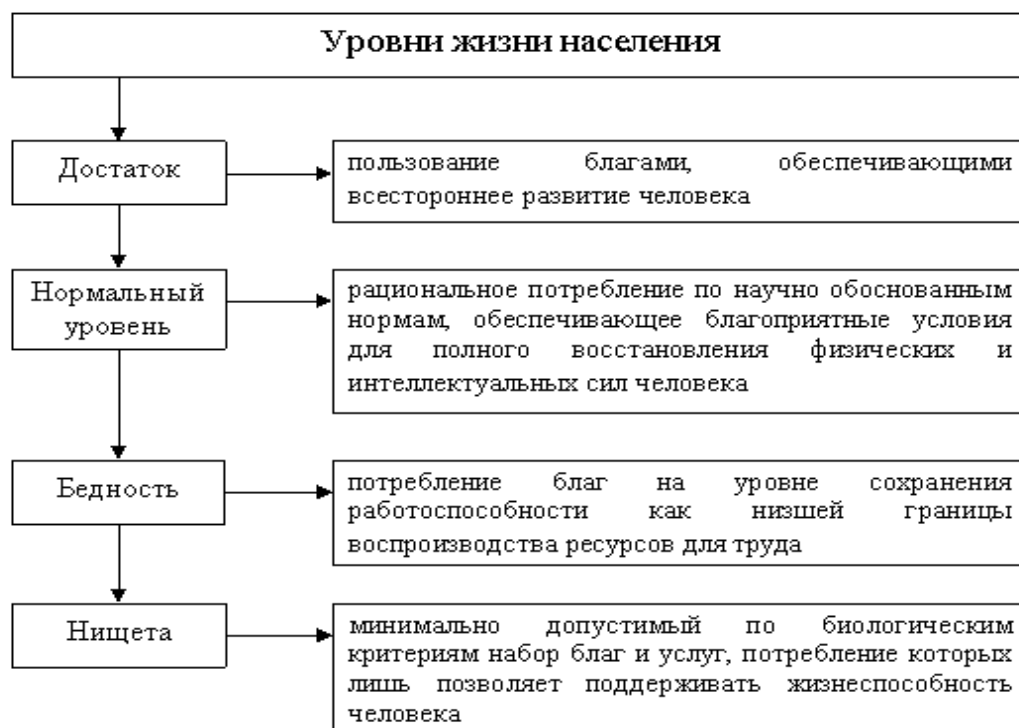 Уровни жизни населения
Достаток
пользование благами, обеспечивающими
всестороннее развитие человека
Нормальный
уровень
рациональное потребление по научно обоснованным
нормам, обеспечивающее благоприятные условия
для полного восстановления физических и
интеллектуальных сил человека
Бедность
потребление благ на уровне сохранения
работоспособности как низшей границы
воспроизводства ресурсов для труда
Нищета
минимально допустимый по биологическим
критериям набор благ и услуг, потребление которых
лишь позволяет поддерживать жизнеспособность
человека